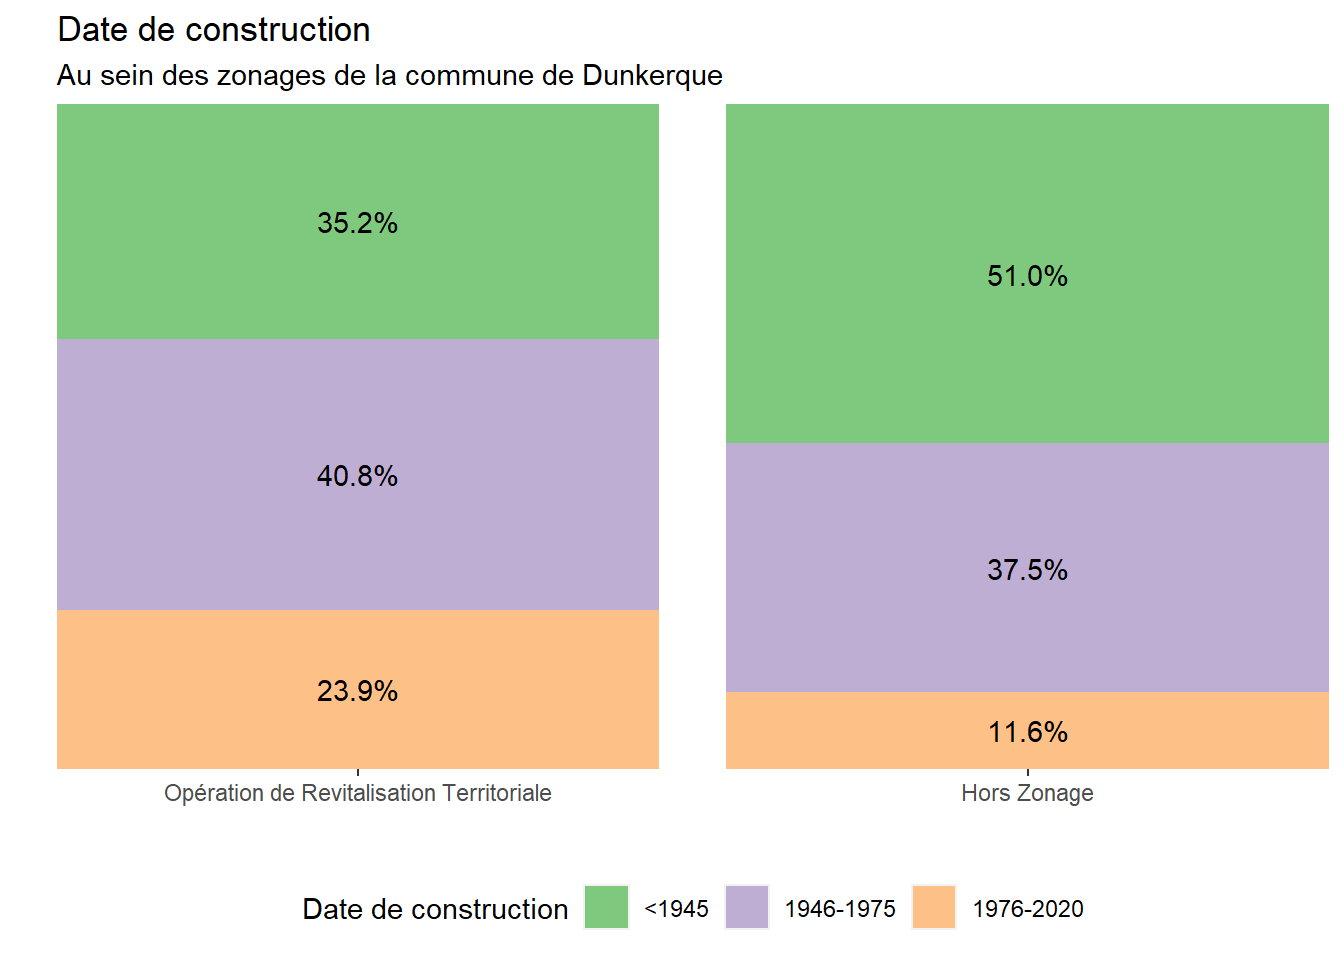 Date de construction
Au sein des zonages de la commune de Dunkerque
35.2%
51.0%
40.8%
37.5%
23.9%
11.6%
Opération de Revitalisation Territoriale
Hors Zonage
Date de construction <1945 1946-1975 1976-2020